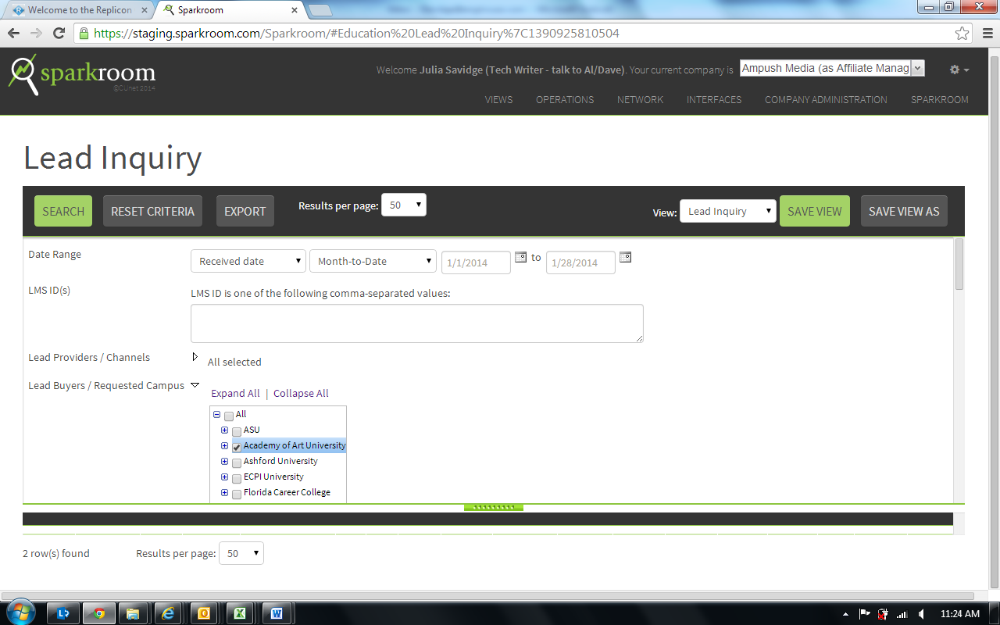 Welcome to the Replicon
Sparkroom
https://staging.sparkroom.com/Sparkroom/#Education%20Lead%20Inquiry%7C1390925810504
sparkroom
©CUnet 2014
Welcome Julia Savidge (Tech Writer - talk to Al/Dave). Your current company is Ampush Media (as Affiliate Manag
VIEWS OPERATIONS NETWORK INTERFACES COMPANY ADMINISTRATION SPARKROOM
Lead Inquiry
SEARCH RESET CRITERIA EXPORT Results per page: 50 View: Lead Inquiry SAVE VIEW SAVE VIEW AS
Date Range Received date Month-to-Date 1/1/2014 to 1/28/2014
LMS ID(s) LMS ID is one of the following comma-separated values:
Lead Providers / Channels All selected
Lead Buyers / Requested Campus Expand All | Collapse All
All
ASU
Academy of Art University
Ashford University
ECPI University
Florida Career College
2 row(s) found Results per page: 50
11:24 AM